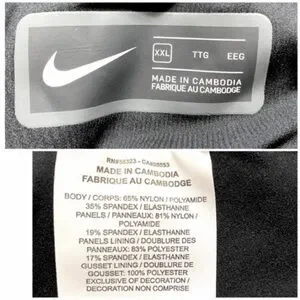 XXL TTG EEG
MADE IN CAMBODIA
FABRIQUE AU CAMBODGE
MADE IN CAMBODIA
FABRIQUE AU CAMBODGE
BODY / CORPS: 65% NYLON / POLYAMIDE
35% SPANDEX / ELASTHANNE
PANELS / PANNEAUX: 81% NYLON /
POLYAMIDE
19% SPANDEX / ELASTHANNE
PANELS LINING / DOUBLURE DES
PANNEAUX: 83% POLYESTER
17% SPANDEX / ELASTHANNE
GUSSET LINING / DOUBLURE DE
GOUSSET: 100% POLYESTER
EXCLUSIVE OF DECORATION /
DECORATION NON COMPRISE